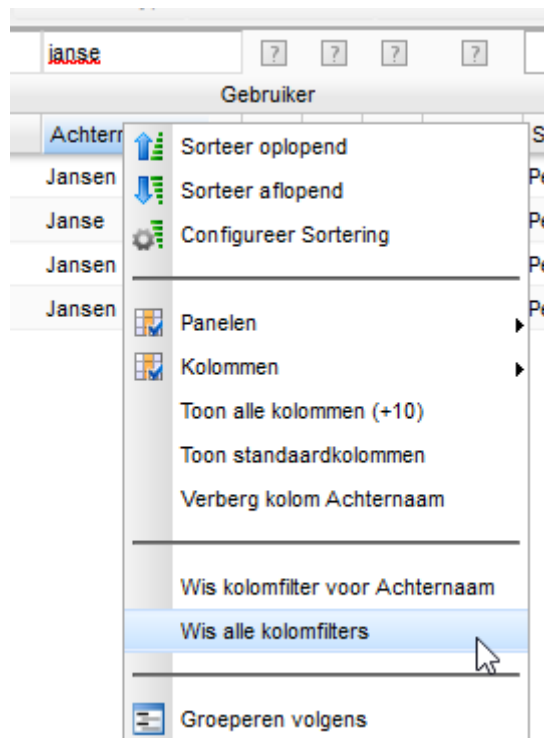 janse
? ? ? ?
Gebruiker
Jansen
Janse
Jansen
Jansen
Sorteer oplopend
Sorteer aflopend
Configureer Sortering
Panelen
Kolommen
Toon alle kolommen (+10)
Toon standaardkolommen
Verberg kolom Achternaam
Wis kolomfilter voor Achternaam
Wis alle kolomfilters
Groeperen volgens